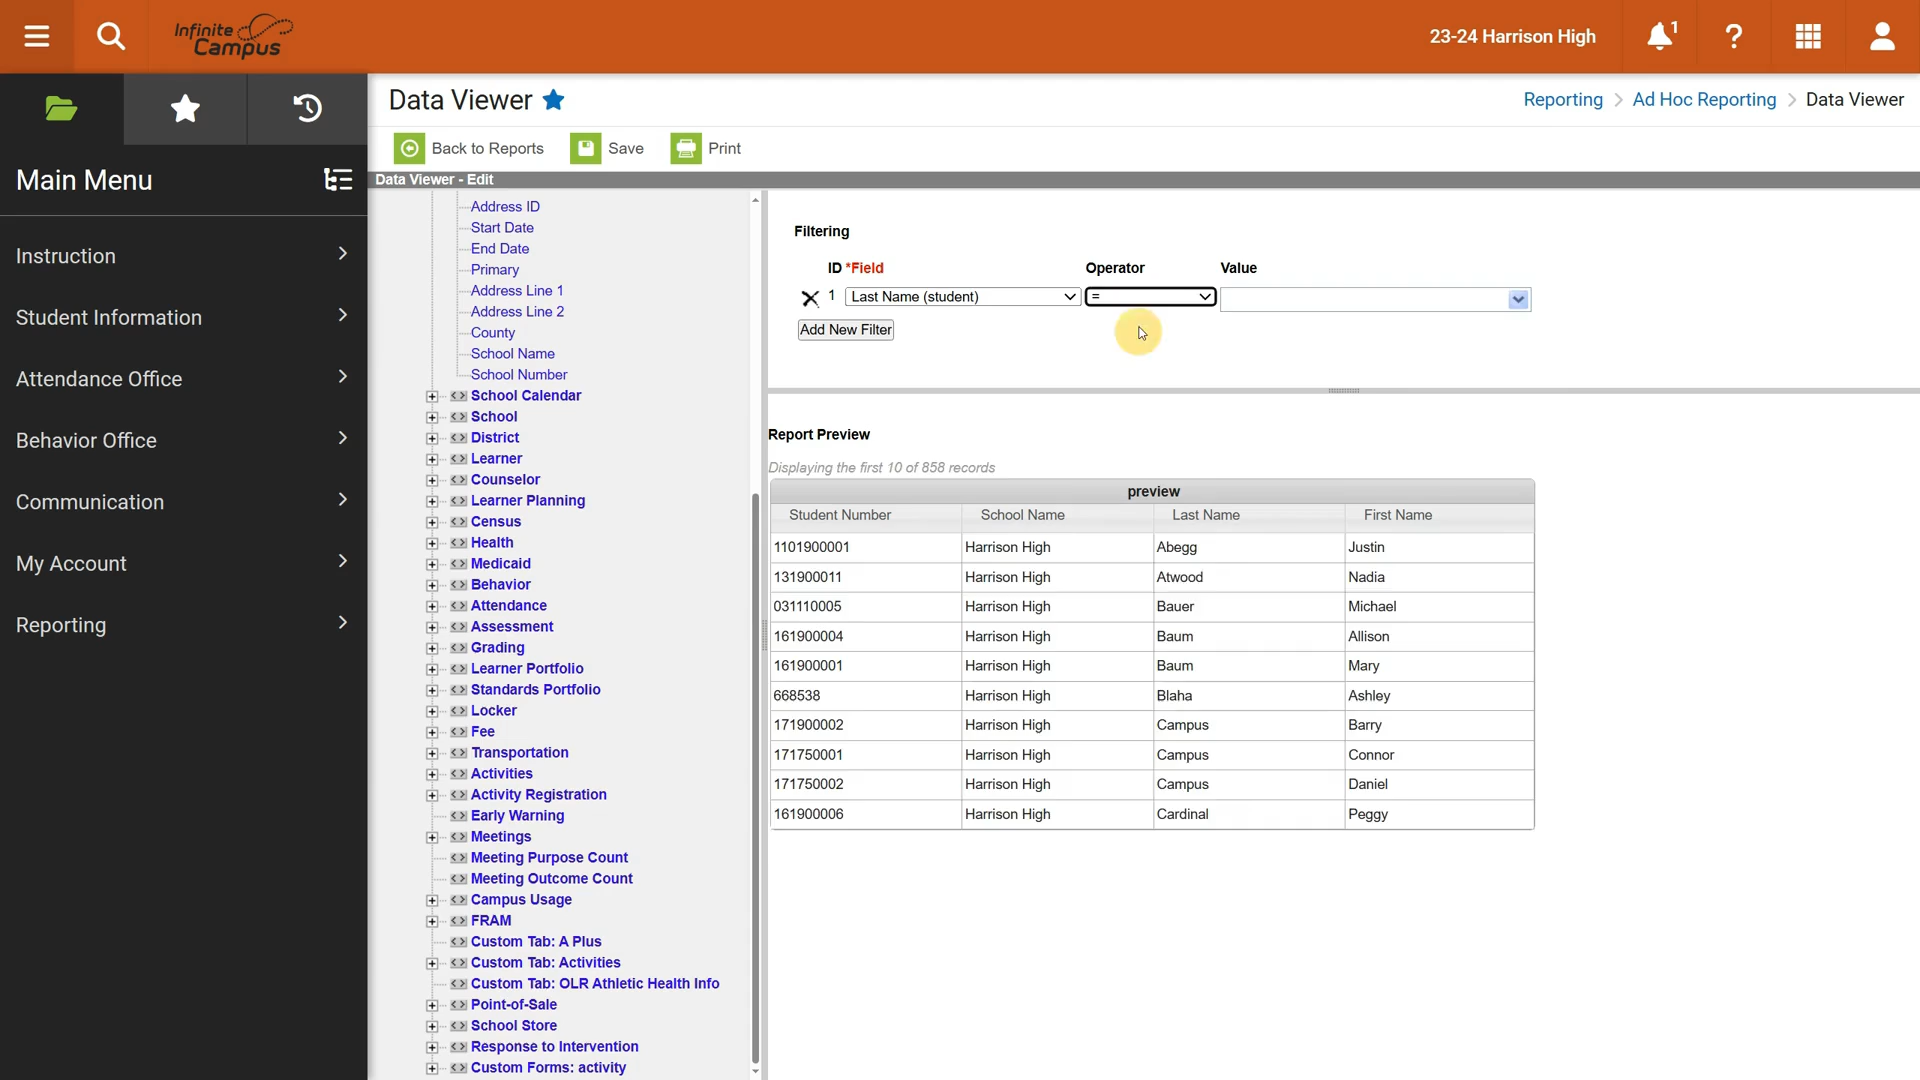 Infinite Campus
23-24 Harrison High
1
?
Main Menu
Instruction
Student Information
Attendance Office
Behavior Office
Communication
My Account
Reporting
Data Viewer
Reporting > Ad Hoc Reporting > Data Viewer
Back to Reports Save Print
Data Viewer - Edit
Address ID
Start Date
End Date
Primary
Address Line 1
Address Line 2
County
School Name
School Number
School Calendar
School
District
Learner
Counselor
Learner Planning
Census
Health
Medicaid
Behavior
Attendance
Assessment
Grading
Learner Portfolio
Standards Portfolio
Locker
Fee
Transportation
Activities
Activity Registration
Early Warning
Meetings
Meeting Purpose Count
Meeting Outcome Count
Campus Usage
FRAM
Custom Tab: A Plus
Custom Tab: Activities
Custom Tab: OLR Athletic Health Info
Point-of-Sale
School Store
Response to Intervention
Custom Forms: activity
Filtering
ID *Field Operator Value
1 Last Name (student) =
Add New Filter
Report Preview
Displaying the first 10 of 858 records
preview
Student Number School Name Last Name First Name
1101900001 Harrison High Abegg Justin
131900011 Harrison High Atwood Nadia
031110005 Harrison High Bauer Michael
161900004 Harrison High Baum Allison
161900001 Harrison High Baum Mary
668538 Harrison High Blaha Ashley
171900002 Harrison High Campus Barry
171750001 Harrison High Campus Connor
171750002 Harrison High Campus Daniel
161900006 Harrison High Cardinal Peggy